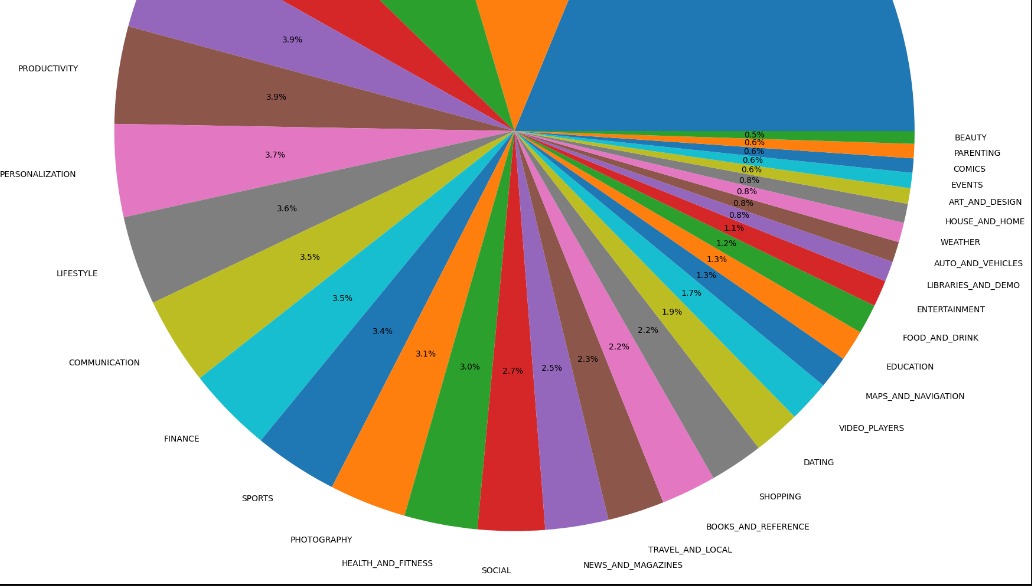 3.9%
PRODUCTIVITY
3.9%
PERSONALIZATION
3.7%
LIFESTYLE
3.6%
COMMUNICATION
3.5%
FINANCE
3.5%
SPORTS
3.4%
PHOTOGRAPHY
3.1%
HEALTH_AND_FITNESS
3.0%
SOCIAL
2.7%
NEWS_AND_MAGAZINES
2.5%
TRAVEL_AND_LOCAL
2.3%
BOOKS_AND_REFERENCE
2.2%
SHOPPING
2.2%
DATING
1.9%
VIDEO_PLAYERS
1.7%
MAPS_AND_NAVIGATION
1.3%
EDUCATION
1.3%
FOOD_AND_DRINK
1.2%
ENTERTAINMENT
1.1%
LIBRARIES_AND_DEMO
0.8%
AUTO_AND_VEHICLES
0.8%
WEATHER
0.8%
HOUSE_AND_HOME
0.8%
ART_AND_DESIGN
0.6%
EVENTS
0.6%
COMICS
0.6%
PARENTING
0.6%
BEAUTY
0.5%